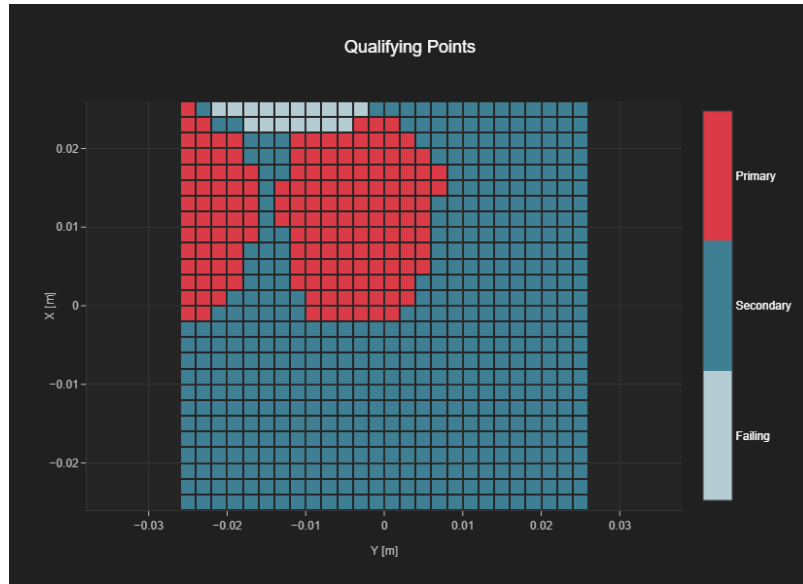 Qualifying Points
Primary
0.02
0.01
Secondary
X [m]
0
−0.01
Failing
−0.02
−0.03
−0.02
−0.01
0
0.01
0.02
0.03
Y [m]